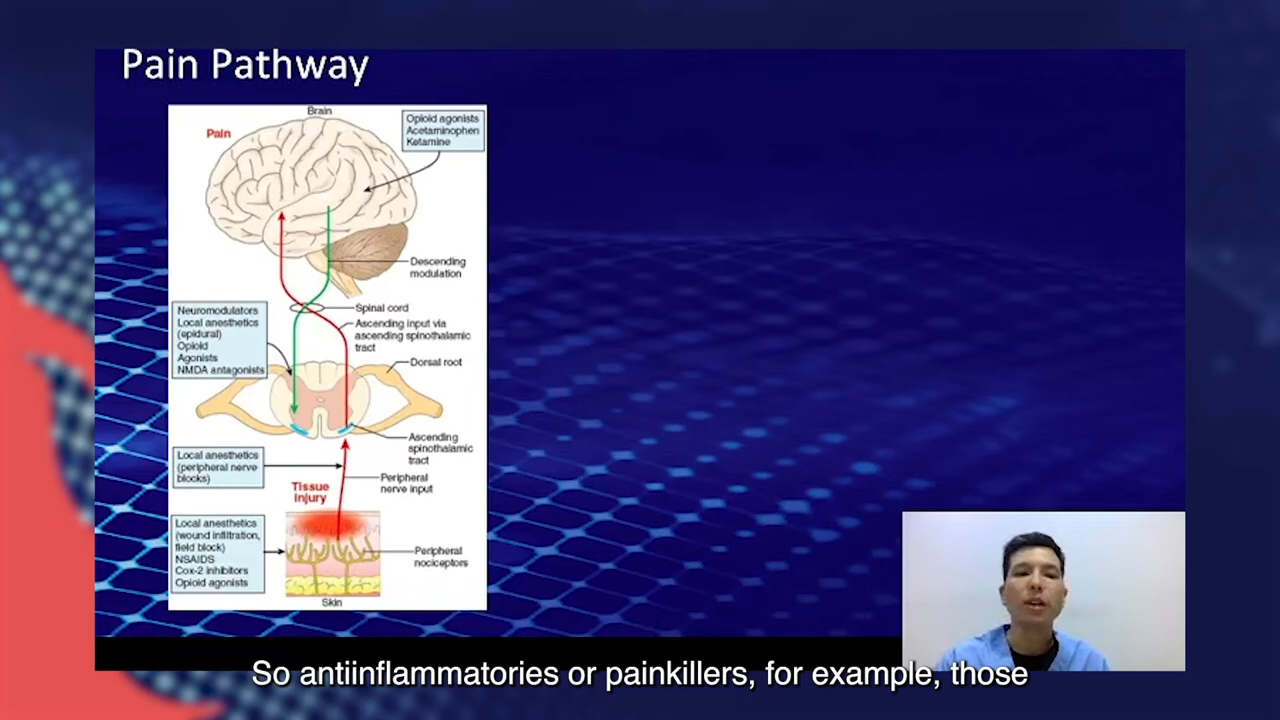 Pain Pathway
Brain
Pain
Opioid agonists
Acetaminophen
Ketamine
Descending
modulation
Neuromodulators
Local anesthetics
(epidural)
Opioid
Agonists
NMDA antagonists
Spinal cord
Ascending input via
ascending spinothalamic
tract
Dorsal root
Ascending
spinothalamic
tract
Local anesthetics
(peripheral nerve
blocks)
Peripheral
nerve input
Tissue
injury
Local anesthetics
(wound infiltration,
field block)
NSAIDS
Cox-2 inhibitors
Opioid agonists
Peripheral
nociceptors
Skin
So antiinflammatories or painkillers, for example, those